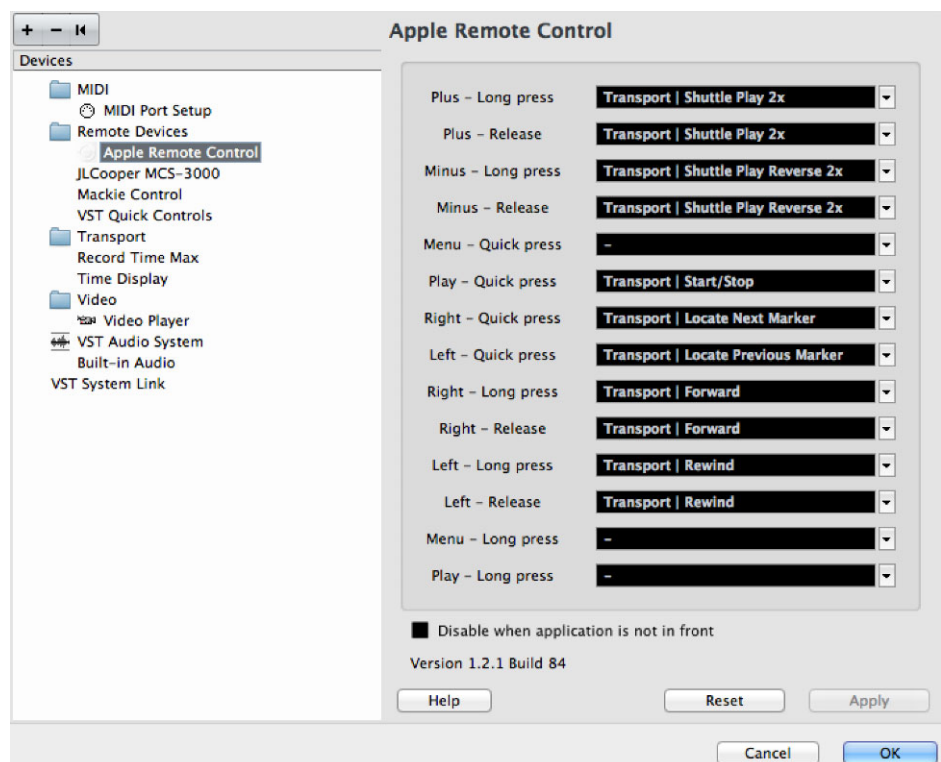 + - I◀
Apple Remote Control
Devices
MIDI
MIDI Port Setup
Remote Devices
Apple Remote Control
JLCooper MCS-3000
Mackie Control
VST Quick Controls
Transport
Record Time Max
Time Display
Video
Video Player
VST Audio System
Built-in Audio
VST System Link
Plus – Long press Transport | Shuttle Play 2x
Plus – Release Transport | Shuttle Play 2x
Minus – Long press Transport | Shuttle Play Reverse 2x
Minus – Release Transport | Shuttle Play Reverse 2x
Menu – Quick press –
Play – Quick press Transport | Start/Stop
Right – Quick press Transport | Locate Next Marker
Left – Quick press Transport | Locate Previous Marker
Right – Long press Transport | Forward
Right – Release Transport | Forward
Left – Long press Transport | Rewind
Left – Release Transport | Rewind
Menu – Long press –
Play – Long press –
Disable when application is not in front
Version 1.2.1 Build 84
Help Reset Apply
Cancel OK